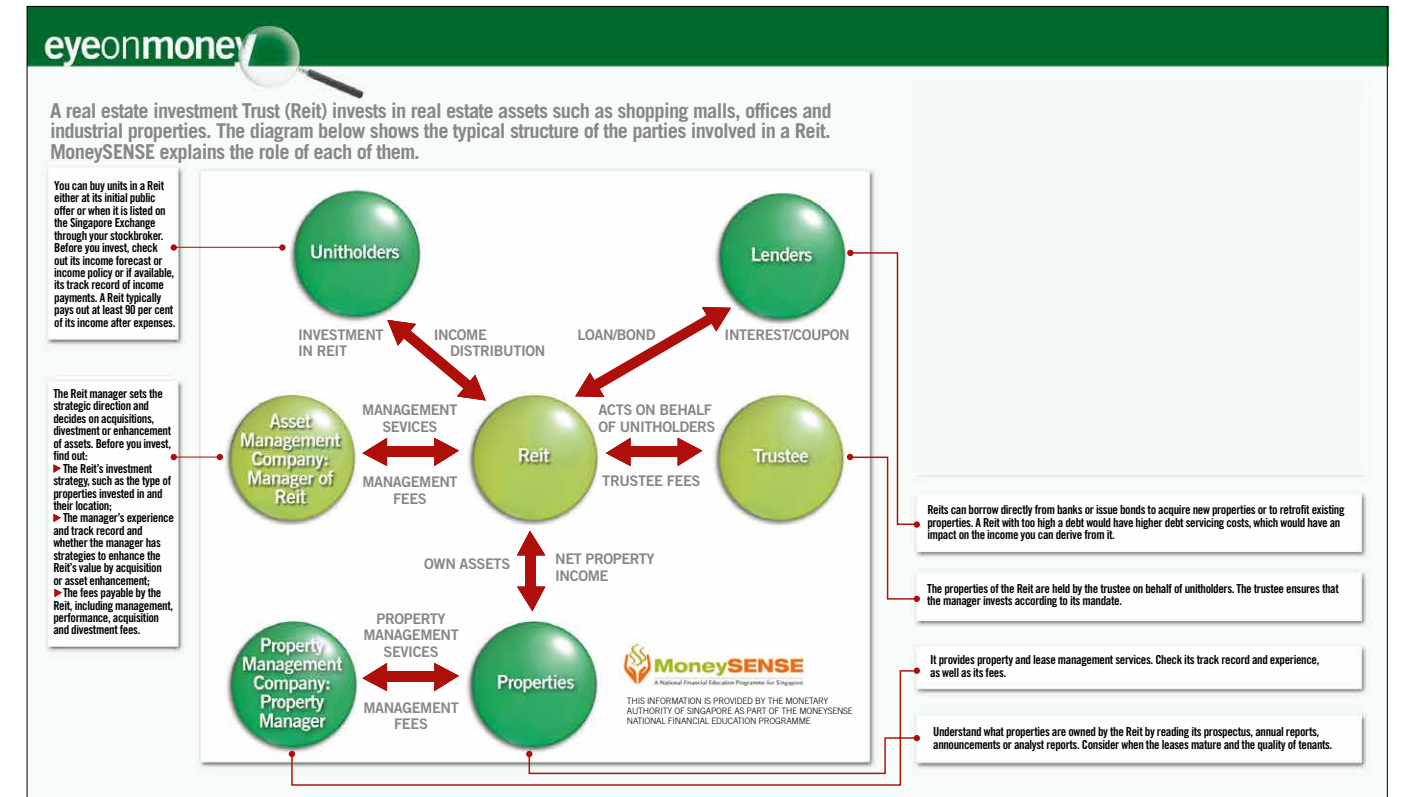 eyeonmoney
A real estate investment Trust (Reit) invests in real estate assets such as shopping malls, offices and
industrial properties. The diagram below shows the typical structure of the parties involved in a Reit.
MoneySENSE explains the role of each of them.
You can buy units in a Reit
either at its initial public
offer or when it is listed on
the Singapore Exchange
through your stockbroker.
Before you invest, check
out its income forecast or
income policy or if available,
its track record of income
payments. A Reit typically
pays out at least 90 per cent
of its income after expenses.
The Reit manager sets the
strategic direction and
decides on acquisitions,
divestment or enhancement
of assets. Before you invest,
find out:
▶ The Reit's investment
strategy, such as the type of
properties invested in and
their location;
▶ The manager's experience
and track record and
whether the manager has
strategies to enhance the
Reit's value by acquisition
or asset enhancement;
▶ The fees payable by the
Reit, including management,
performance, acquisition
and divestment fees.
Unitholders
Lenders
INVESTMENT
IN REIT
INCOME
DISTRIBUTION
LOAN/BOND
INTEREST/COUPON
Asset
Management
Company:
Manager of
Reit
MANAGEMENT
SEVICES
MANAGEMENT
FEES
Reit
ACTS ON BEHALF
OF UNITHOLDERS
TRUSTEE FEES
Trustee
OWN ASSETS
NET PROPERTY
INCOME
Property
Management
Company:
Property
Manager
PROPERTY
MANAGEMENT
SEVICES
MANAGEMENT
FEES
Properties
MoneySENSE
A National Financial Education Programme for Singapore
THIS INFORMATION IS PROVIDED BY THE MONETARY
AUTHORITY OF SINGAPORE AS PART OF THE MONEYSENSE
NATIONAL FINANCIAL EDUCATION PROGRAMME
Reits can borrow directly from banks or issue bonds to acquire new properties or to retrofit existing
properties. A Reit with too high a debt would have higher debt servicing costs, which would have an
impact on the income you can derive from it.
The properties of the Reit are held by the trustee on behalf of unitholders. The trustee ensures that
the manager invests according to its mandate.
It provides property and lease management services. Check its track record and experience,
as well as its fees.
Understand what properties are owned by the Reit by reading its prospectus, annual reports,
announcements or analyst reports. Consider when the leases mature and the quality of tenants.